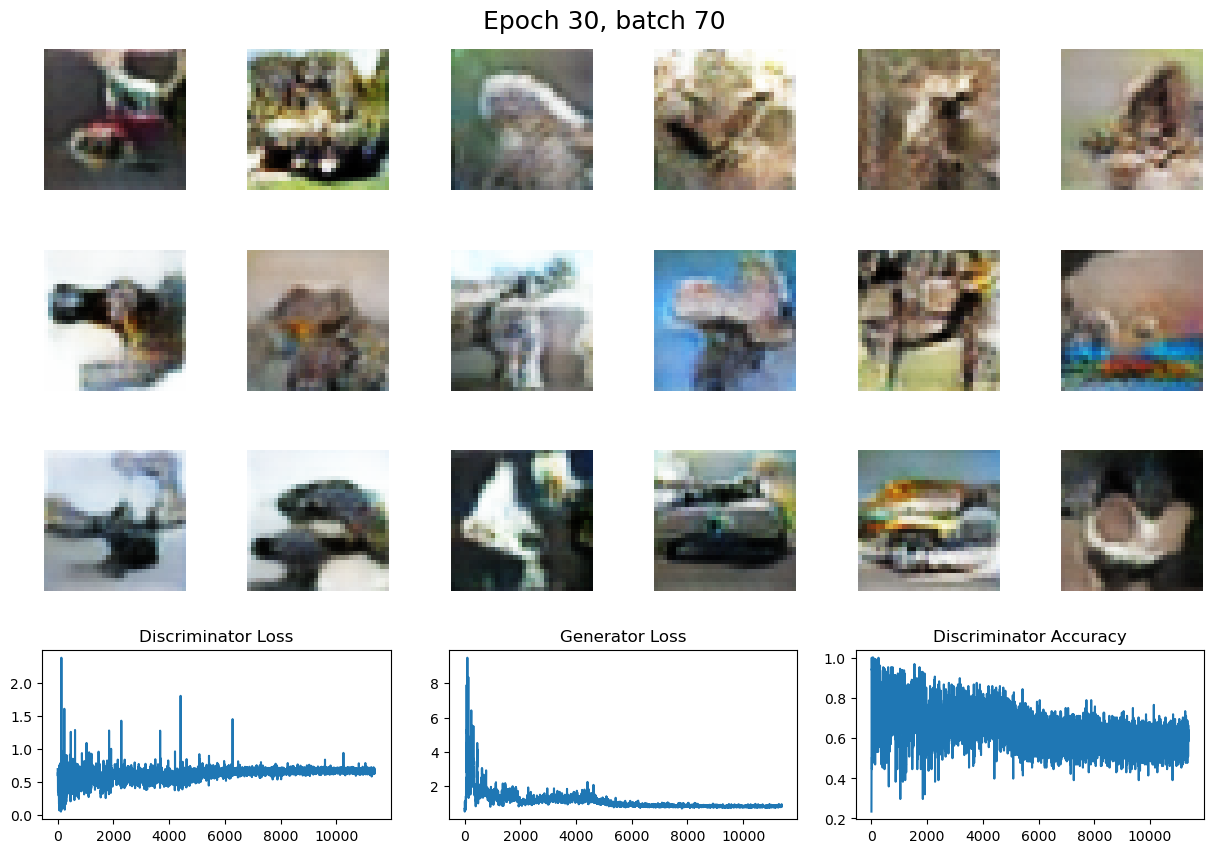 Epoch 30, batch 70
Discriminator Loss
Generator Loss
Discriminator Accuracy
2.0
1.5
1.0
0.5
0.0
0 2000 4000 6000 8000 10000
8
6
4
2
0 2000 4000 6000 8000 10000
1.0
0.8
0.6
0.4
0.2
0 2000 4000 6000 8000 10000